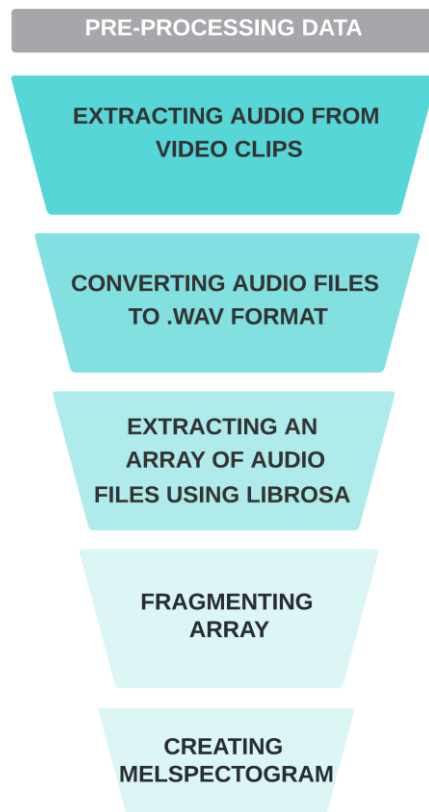 PRE-PROCESSING DATA
EXTRACTING AUDIO FROM
VIDEO CLIPS
CONVERTING AUDIO FILES
TO .WAV FORMAT
EXTRACTING AN
ARRAY OF AUDIO
FILES USING LIBROSA
FRAGMENTING
ARRAY
CREATING
MELSPECTOGRAM